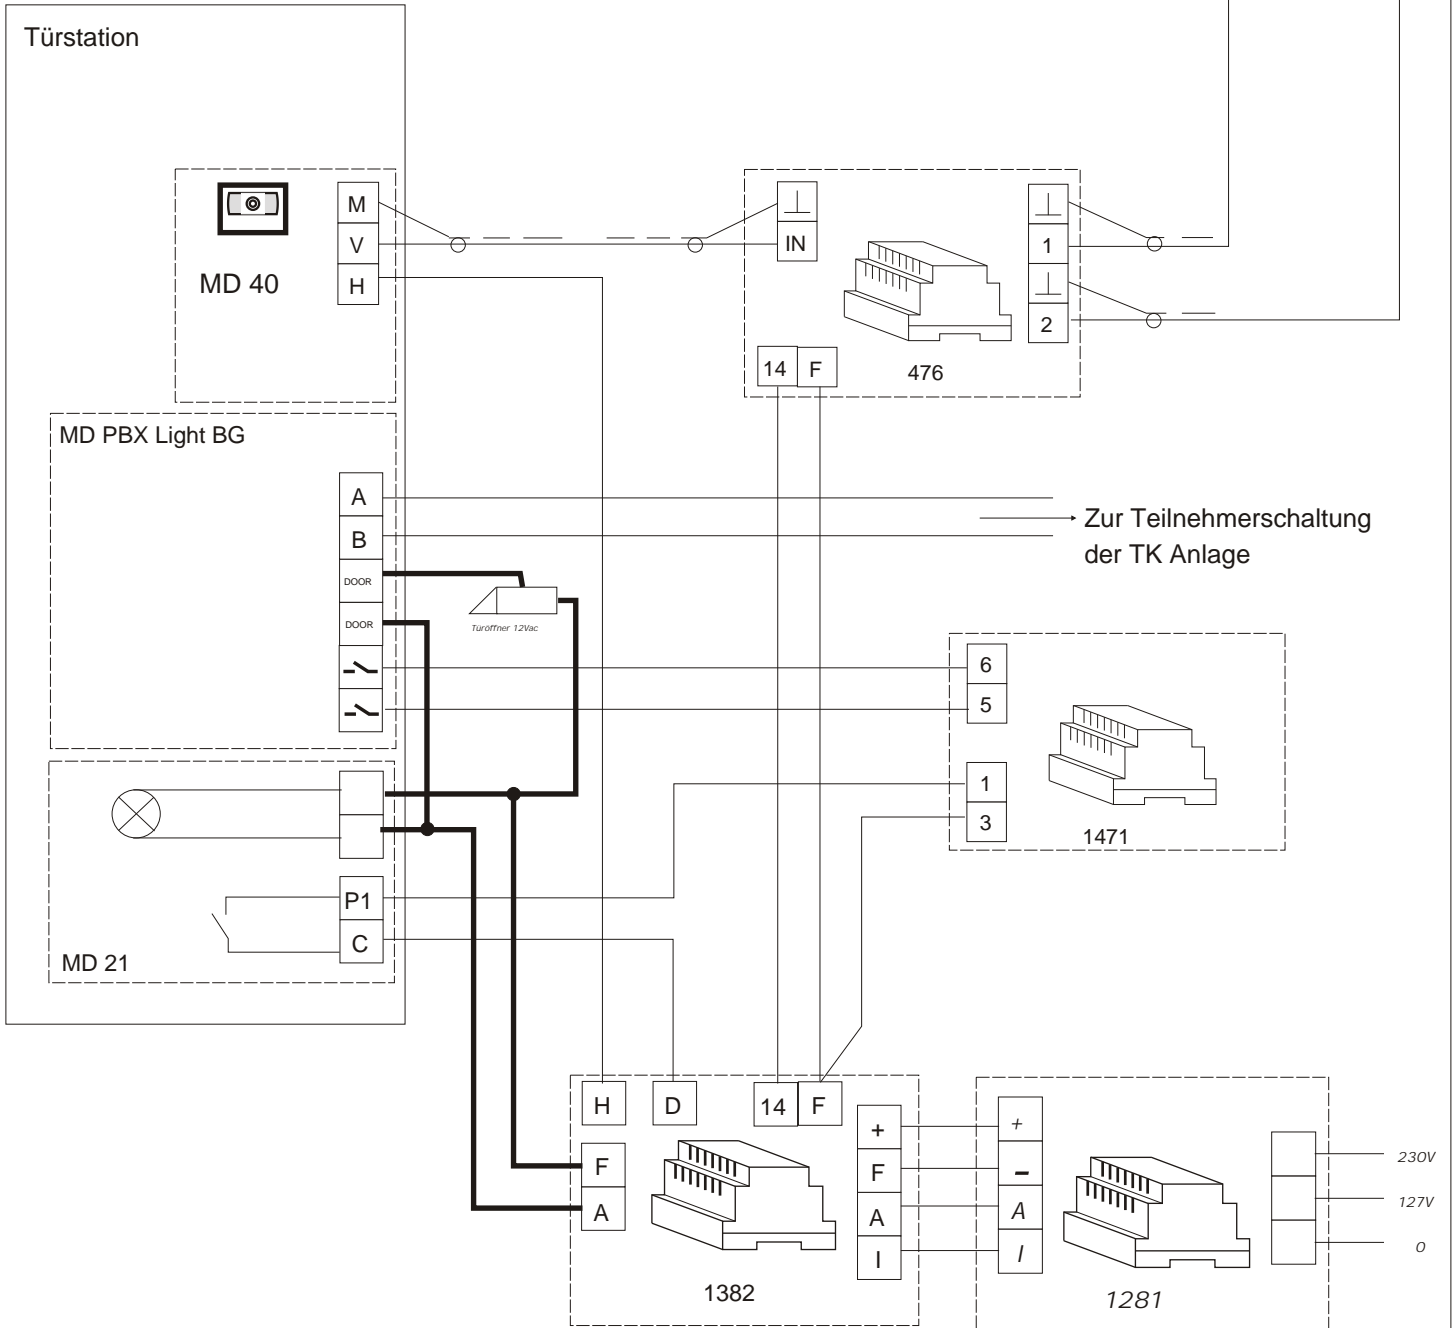 Türstation
M
V
H
MD 40
⊥
IN
⊥
1
⊥
2
14 F
476
MD PBX Light BG
A
B
DOOR
DOOR
Zur Teilnehmerschaltung
der TK Anlage
Türöffner 12Vac
6
5
1
3
1471
P1
C
MD 21
H D 14 F
F
A
+
F
A
I
1382
+
−
A
I
1281
230V
127V
0